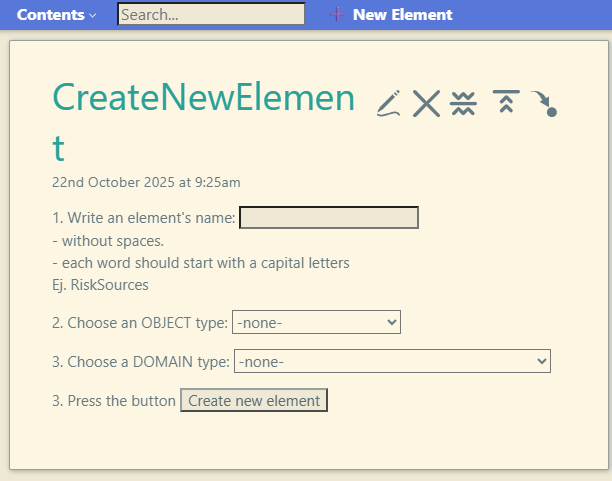 Contents Search... New Element
CreateNewElemen
t
22nd October 2025 at 9:25am
1. Write an element's name:
- without spaces.
- each word should start with a capital letters
Ej. RiskSources
2. Choose an OBJECT type: -none-
3. Choose a DOMAIN type: -none-
3. Press the button Create new element